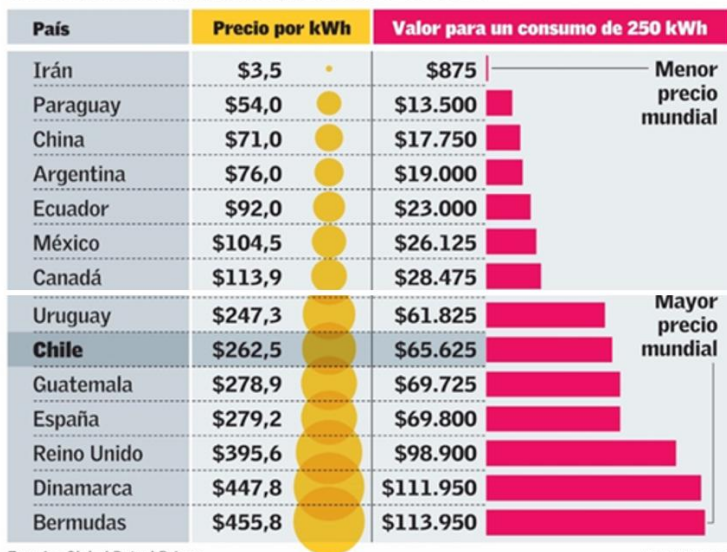 País Precio por kWh Valor para un consumo de 250 kWh
Irán $3,5 $875 Menor
Paraguay $54,0 $13.500 precio
China $71,0 $17.750 mundial
Argentina $76,0 $19.000
Ecuador $92,0 $23.000
México $104,5 $26.125
Canadá $113,9 $28.475
Uruguay $247,3 $61.825 Mayor
Chile $262,5 $65.625 precio
Guatemala $278,9 $69.725 mundial
España $279,2 $69.800
Reino Unido $395,6 $98.900
Dinamarca $447,8 $111.950
Bermudas $455,8 $113.950